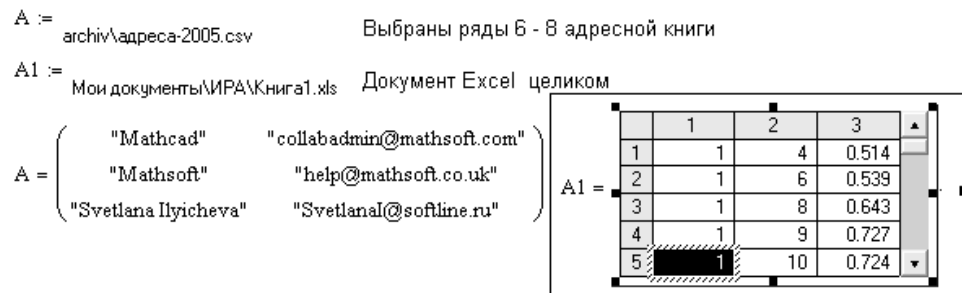 A :=
archiv\адреса-2005.csv Выбраны ряды 6 - 8 адресной книги
A1 :=
Мои документы\ИРА\Книга1.xls Документ Excel целиком
"Mathcad" "collabadmin@mathsoft.com"
A = "Mathsoft" "help@mathsoft.co.uk"
"Svetlana Ilyicheva" "SvetlanaI@softline.ru"
A1 =
1 2 3
1 1 4 0.514
2 1 6 0.539
3 1 8 0.643
4 1 9 0.727
5 1 10 0.724